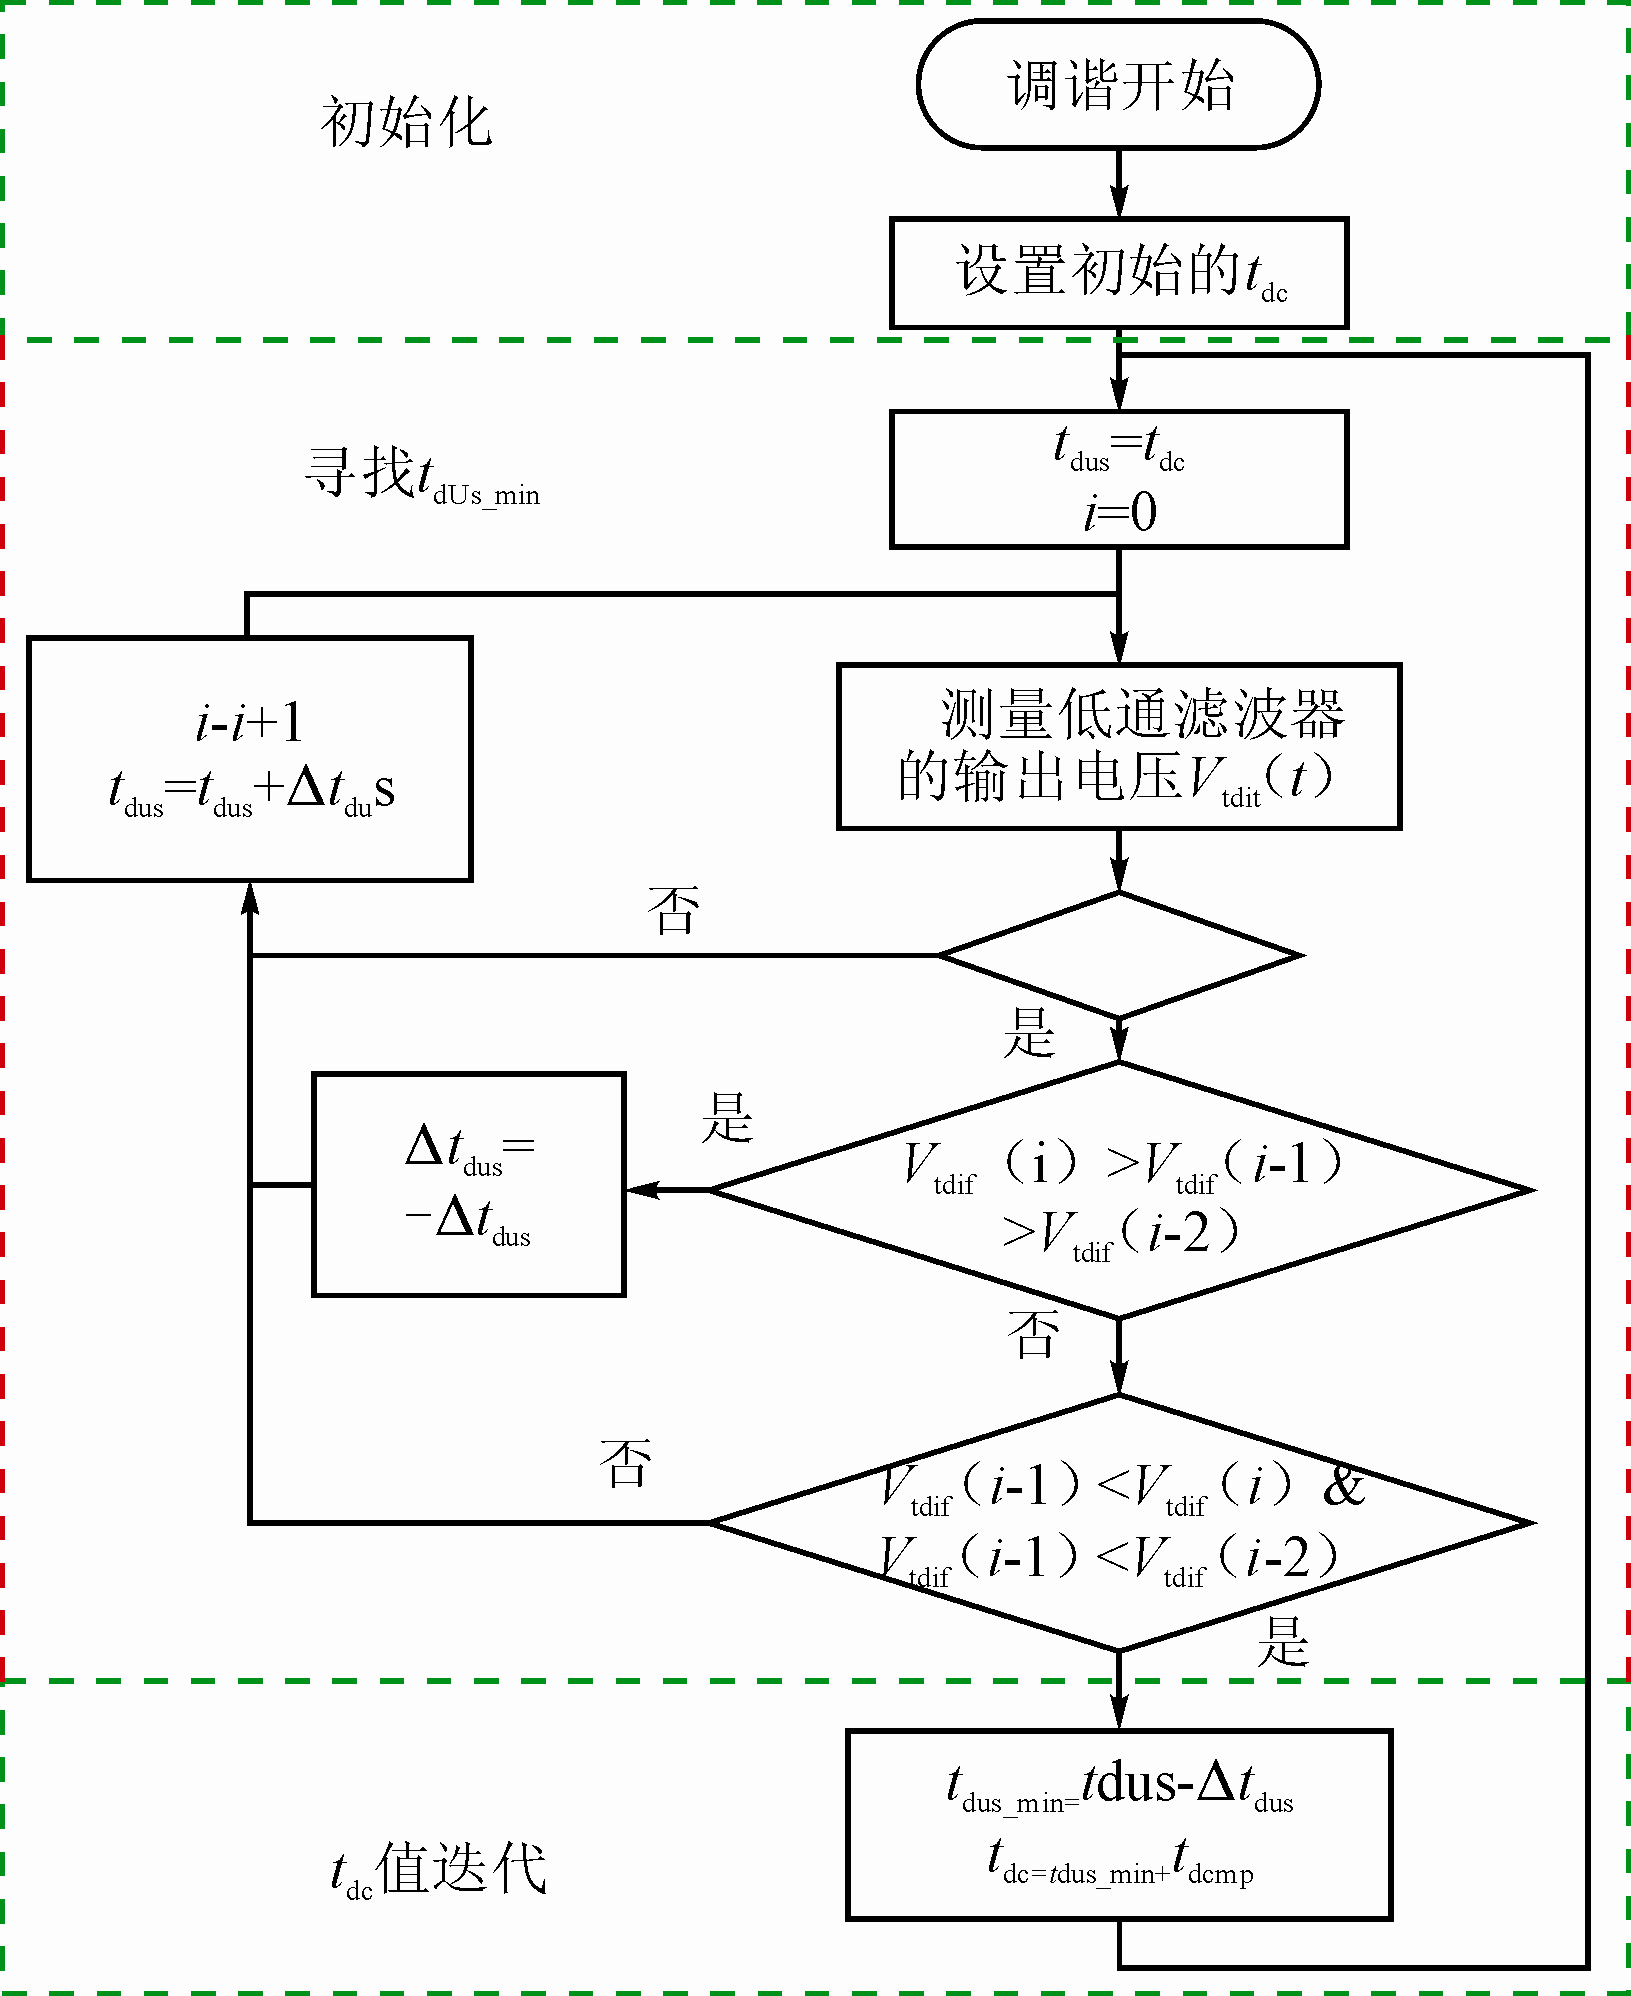 调谐开始
初始化
设置初始的tdc
tdus=tdc
i=0
寻找tdUs_min
i-i+1
tdus=tdus+Δtdus
测量低通滤波器
的输出电压Vtdit(t)
否
是
是
Vtdif（i）>Vtdif(i-1)
>Vtdif(i-2)
Δtdus=
-Δtdus
否
否
Vtdif(i-1)<Vtdif(i)&
Vtdif(i-1)<Vtdif(i-2)
是
tdus_min=tdus-Δtdus
tdc=tdus_min+tdcmp
tdc值迭代